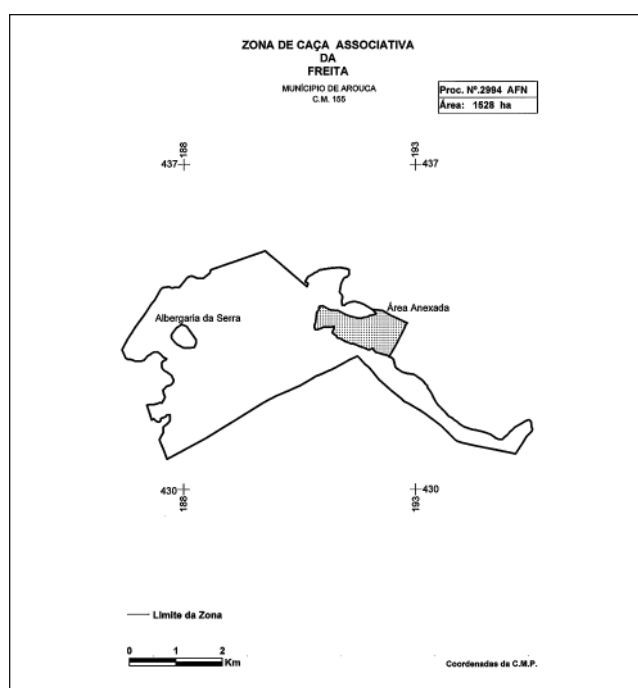 ZONA DE CAÇA ASSOCIATIVA
DA
FREITA
MUNÍCIPIO DE AROUCA
C.M. 155
Proc. Nº.2994 AFN
Área: 1528 ha
188
437
193
437
Albergaria da Serra
Área Anexada
430
188
430
193
Limite da Zona
0 1 2
Km
Coordenadas da C.M.P.